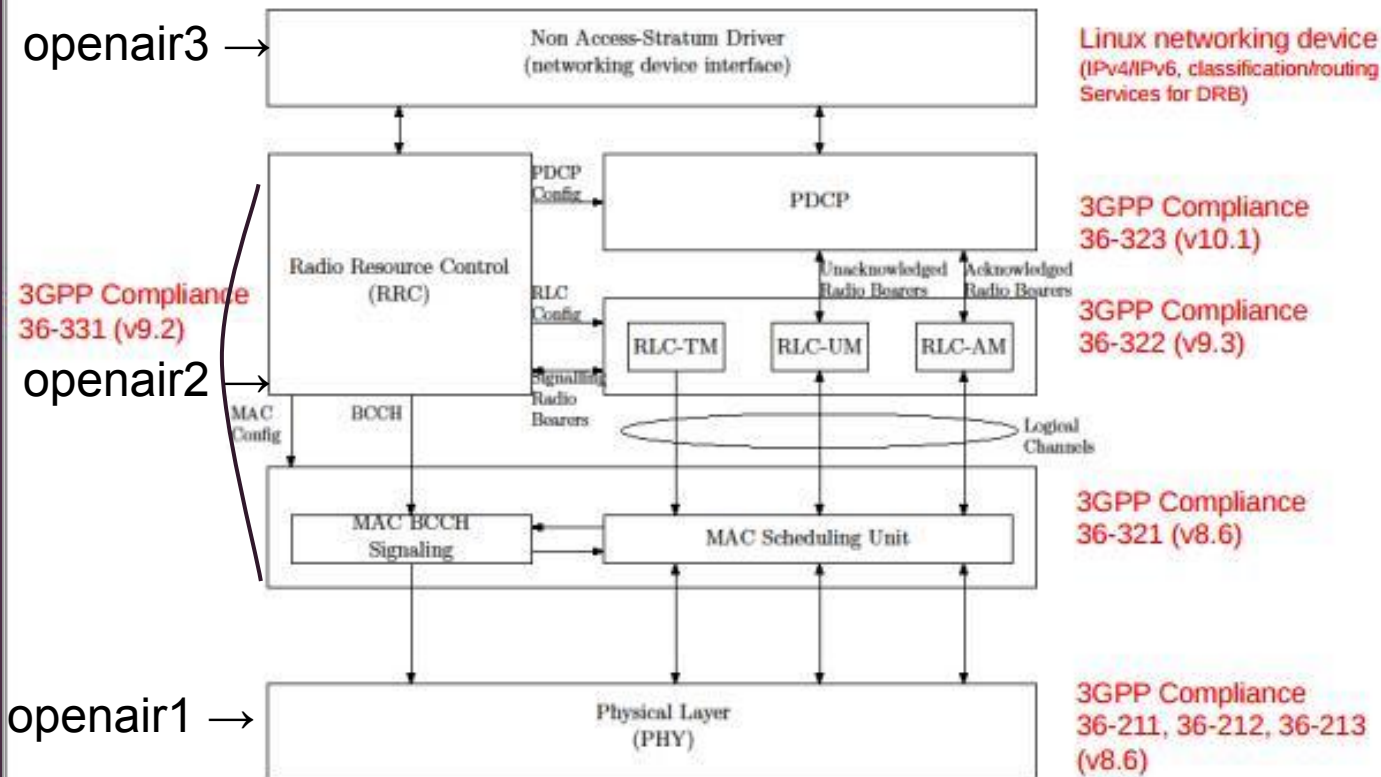 openair3 →
Non Access-Stratum Driver
(networking device interface)
Linux networking device
(IPv4/IPv6, classification/routing
Services for DRB)
PDCP
Config
PDCP
3GPP Compliance
36-323 (v10.1)
Radio Resource Control
(RRC)
3GPP Compliance
36-331 (v9.2)
openair2 →
Unacknowledged
Radio Bearers
Acknowledged
Radio Bearers
RLC
Config
RLC-TM
RLC-UM
RLC-AM
3GPP Compliance
36-322 (v9.3)
Signalling
Radio
Bearers
MAC
Config
BCCH
Logical
Channels
MAC BCCH
Signaling
MAC Scheduling Unit
3GPP Compliance
36-321 (v8.6)
openair1 →
Physical Layer
(PHY)
3GPP Compliance
36-211, 36-212, 36-213
(v8.6)